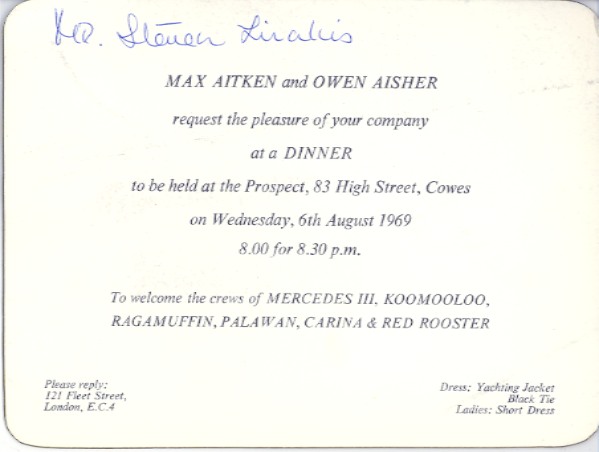 Mr. Steven Lirakis
MAX AITKEN and OWEN AISHER
request the pleasure of your company
at a DINNER
to be held at the Prospect, 83 High Street, Cowes
on Wednesday, 6th August 1969
8.00 for 8.30 p.m.
To welcome the crews of MERCEDES III, KOOMOOLOO,
RAGAMUFFIN, PALAWAN, CARINA & RED ROOSTER
Please reply:
121 Fleet Street,
London, E.C.4
Dress: Yachting Jacket
Black Tie
Ladies: Short Dress